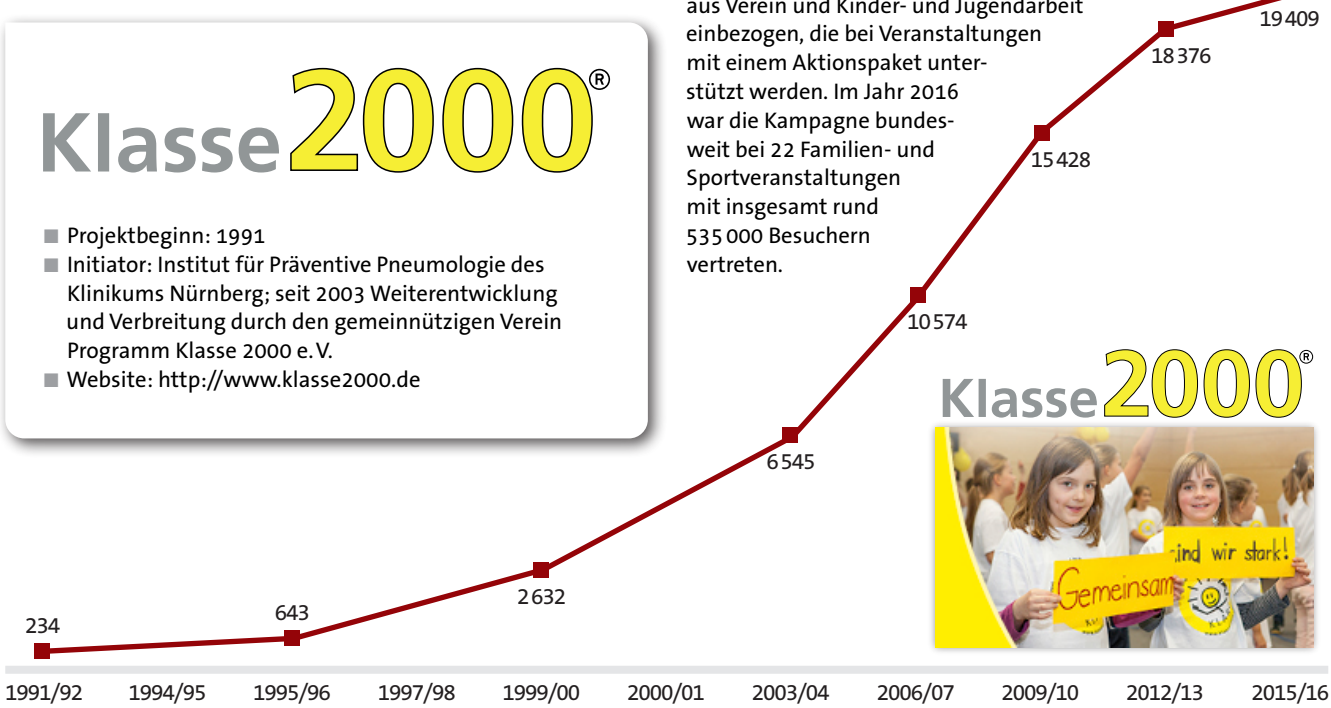 Klasse2000®
Projektbeginn: 1991
Initiator: Institut für Präventive Pneumologie des
Klinikums Nürnberg; seit 2003 Weiterentwicklung
und Verbreitung durch den gemeinnützigen Verein
Programm Klasse 2000 e.V.
Website: http://www.klasse2000.de
aus Verein und Kinder- und Jugendarbeit
einbezogen, die bei Veranstaltungen
mit einem Aktionspaket unter-
stützt werden. Im Jahr 2016
war die Kampagne bundes-
weit bei 22 Familien- und
Sportveranstaltungen
mit insgesamt rund
535 000 Besuchern
vertreten.
234
643
2 632
6 545
10 574
15 428
18 376
19 409
Klasse2000®
Gemeinsam
sind wir stark!
1991/92 1994/95 1995/96 1997/98 1999/00 2000/01 2003/04 2006/07 2009/10 2012/13 2015/16